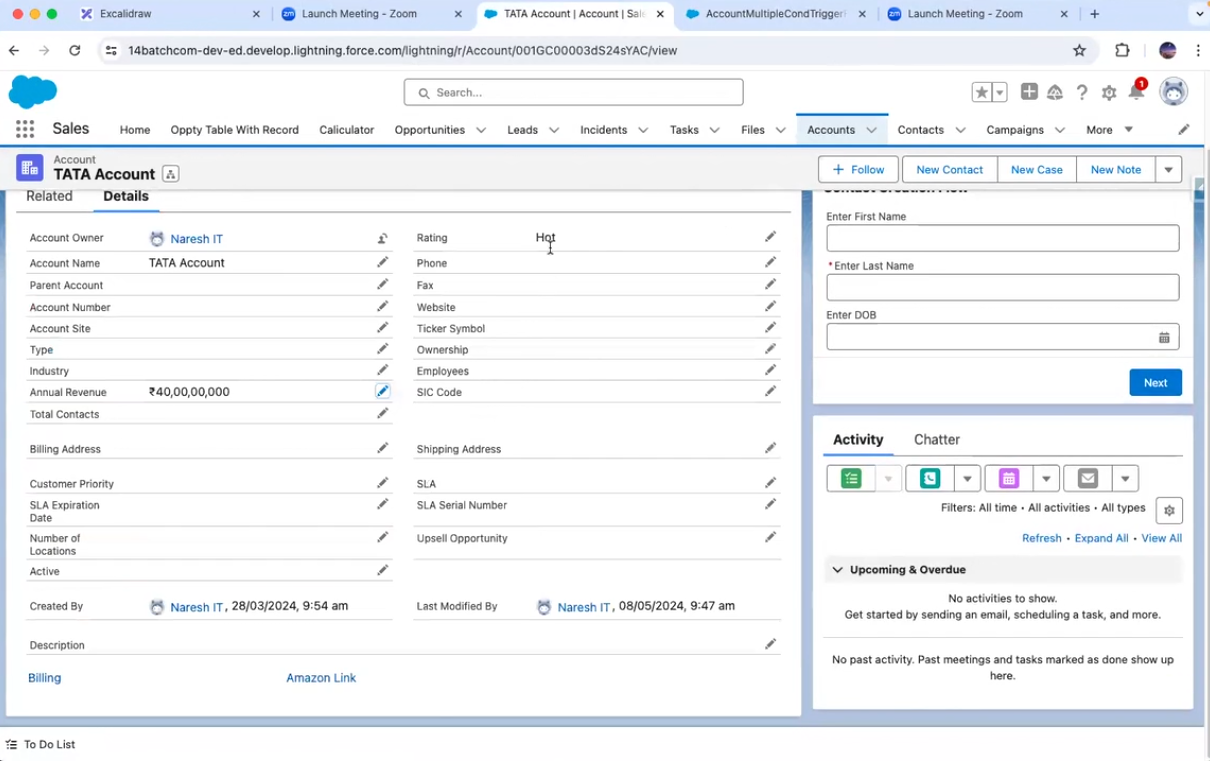 Excalidraw
Launch Meeting - Zoom
TATA Account | Account | Sale
AccountMultipleCondTrigger
Launch Meeting - Zoom
14batchcom-dev-ed.develop.lightning.force.com/lightning/r/Account/001GC00003dS24sYAC/view
Search...
1
Sales
Home
Oppty Table With Record
Calculator
Opportunities
Leads
Incidents
Tasks
Files
Accounts
Contacts
Campaigns
More
Account
TATA Account
Follow
New Contact
New Case
New Note
Related
Details
Account Owner
Naresh IT
Rating
Hot
Account Name
TATA Account
Phone
Parent Account
Fax
Account Number
Website
Account Site
Ticker Symbol
Type
Ownership
Industry
Employees
Annual Revenue
₹40,00,00,000
SIC Code
Total Contacts
Billing Address
Shipping Address
Customer Priority
SLA
SLA Expiration
Date
SLA Serial Number
Number of
Locations
Upsell Opportunity
Active
Created By
Naresh IT, 28/03/2024, 9:54 am
Last Modified By
Naresh IT, 08/05/2024, 9:47 am
Description
Billing
Amazon Link
Contact Creation Flow
Enter First Name
*Enter Last Name
Enter DOB
Next
Activity
Chatter
Filters: All time • All activities • All types
Refresh • Expand All • View All
Upcoming & Overdue
No activities to show.
Get started by sending an email, scheduling a task, and more.
No past activity. Past meetings and tasks marked as done show up
here.
To Do List